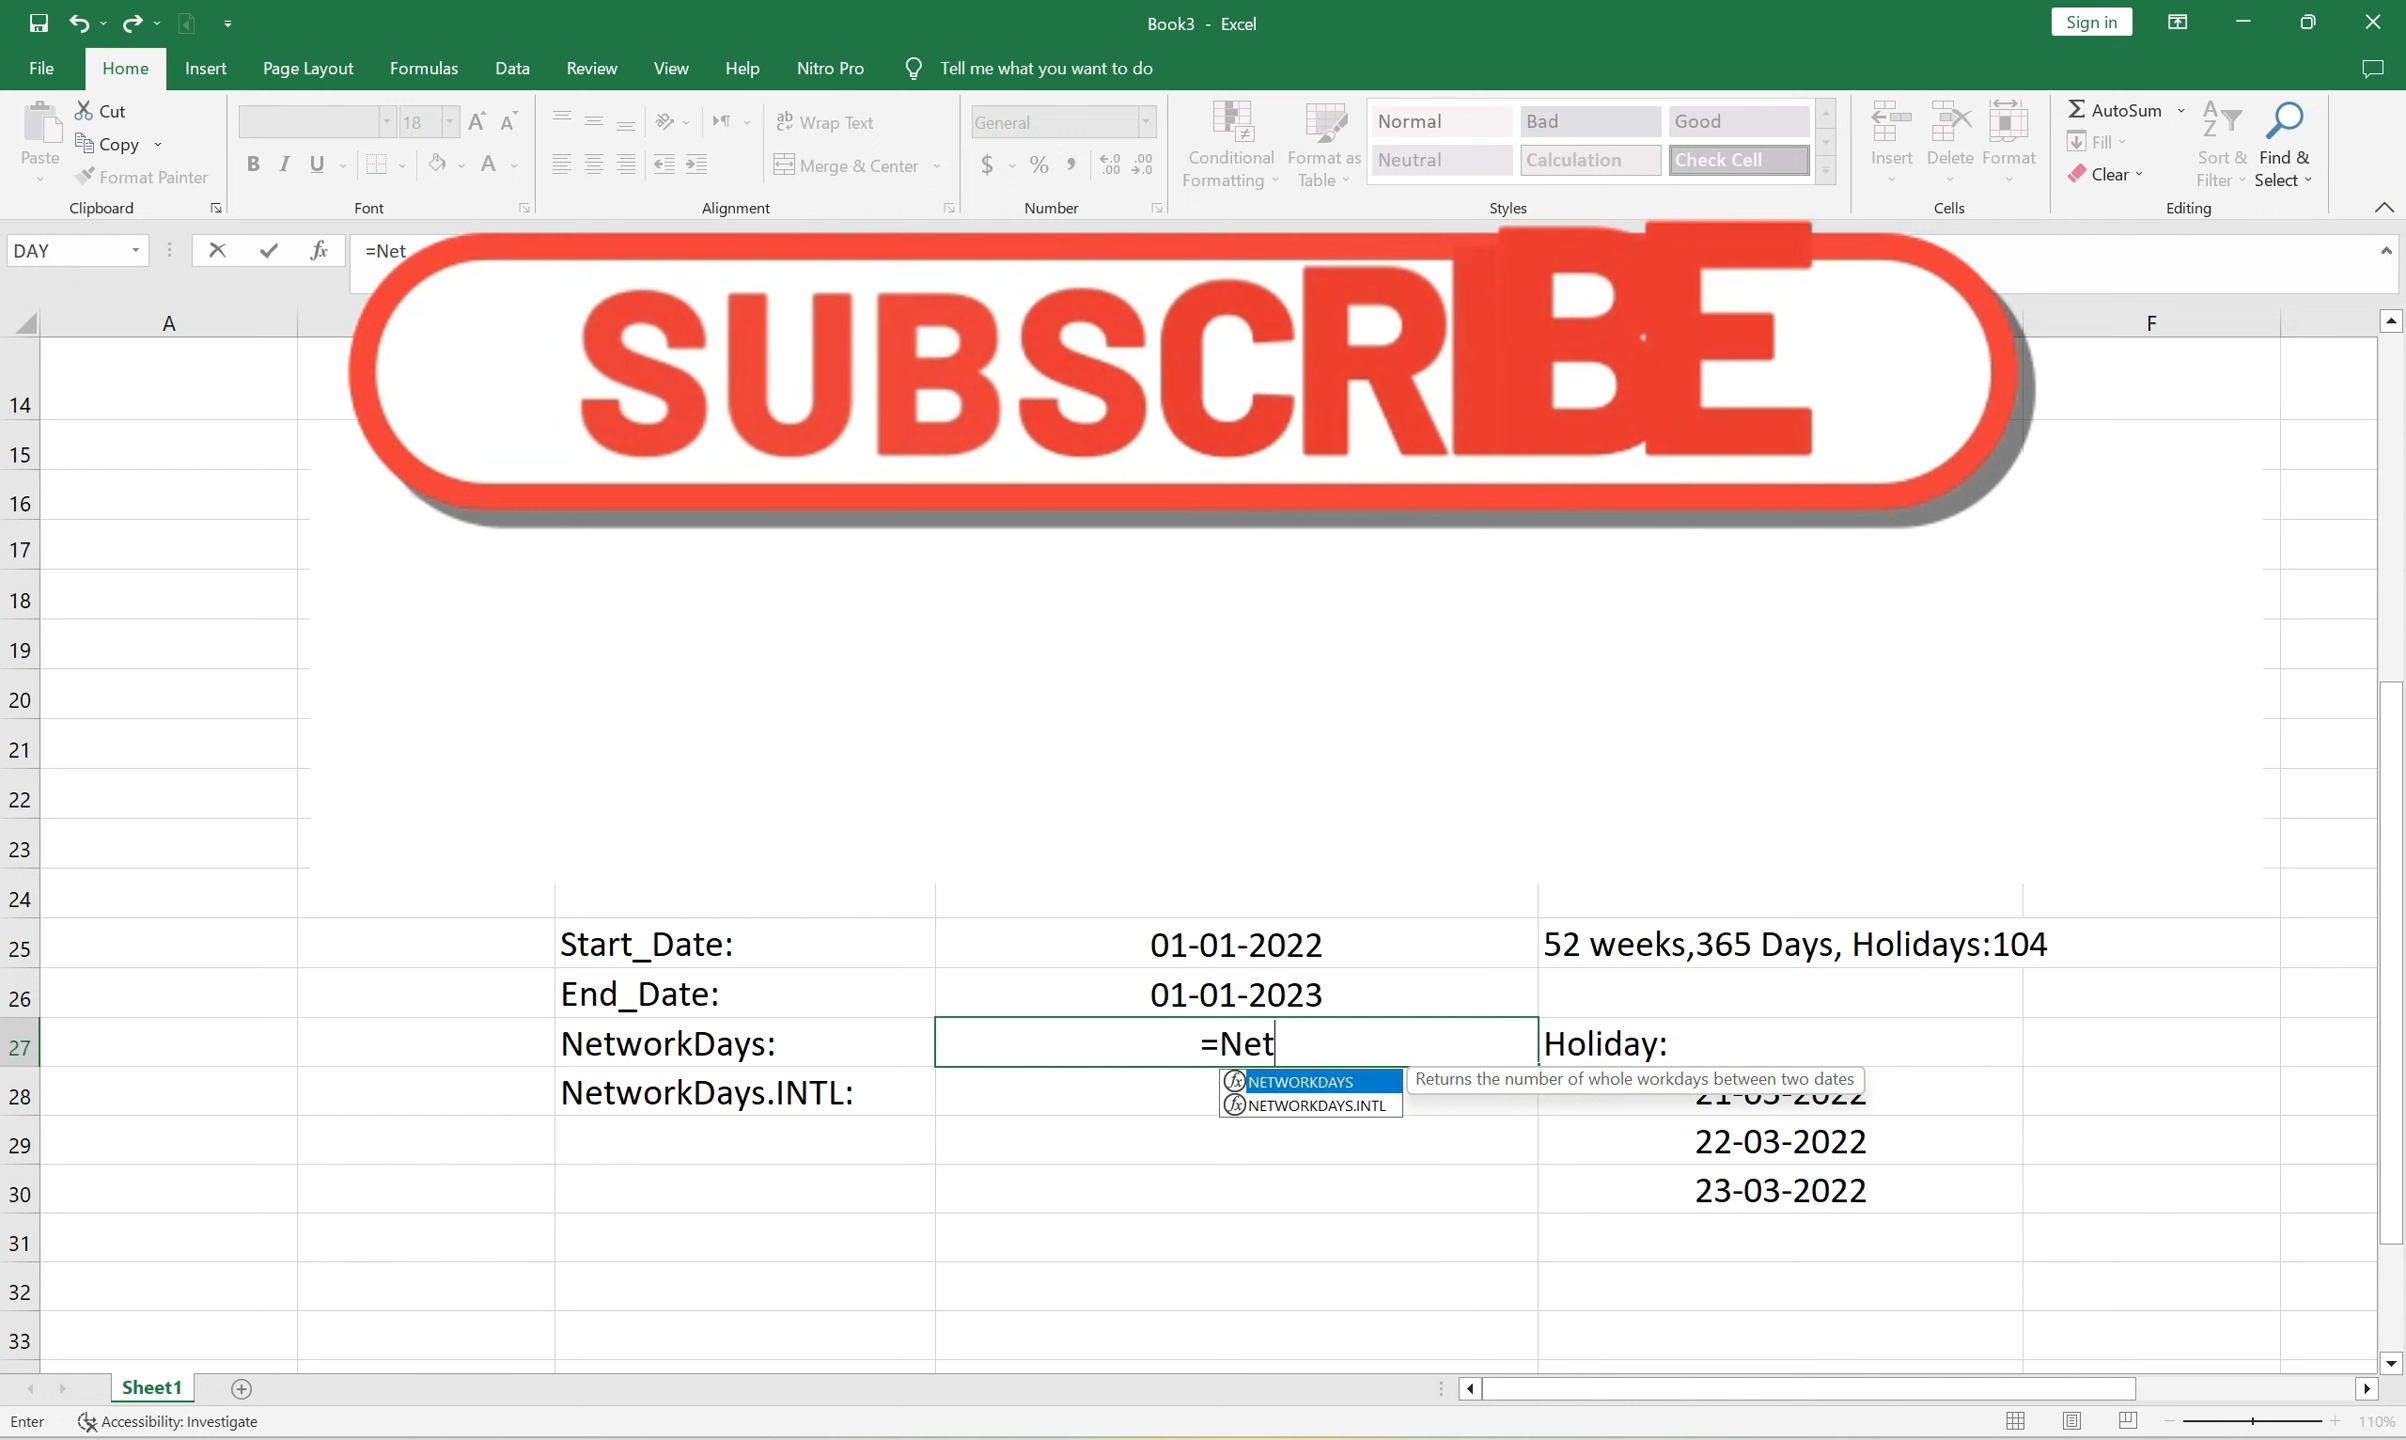 Book3 - Excel
Sign in
File Home Insert Page Layout Formulas Data Review View Help Nitro Pro Tell me what you want to do
Paste
Cut
Copy
Format Painter
Clipboard
18
B I U
Font
Wrap Text
Merge & Center
Alignment
General
$ % ,
Number
Conditional Formatting
Format as Table
Normal Bad Good
Neutral Calculation Check Cell
Styles
Insert Delete Format
Cells
AutoSum
Fill
Clear
Sort & Filter
Find & Select
Editing
DAY
fx
=Net
SUBSCRIBE
A F
14
15
16
17
18
19
20
21
22
23
24
25 Start_Date: 01-01-2022 52 weeks,365 Days, Holidays:104
26 End_Date: 01-01-2023
27 NetworkDays: =Net Holiday:
28 NetworkDays.INTL:
NETWORKDAYS Returns the number of whole workdays between two dates
NETWORKDAYS.INTL 21-03-2022
29 22-03-2022
30 23-03-2022
31
32
33
Sheet1
Enter Accessibility: Investigate 110%